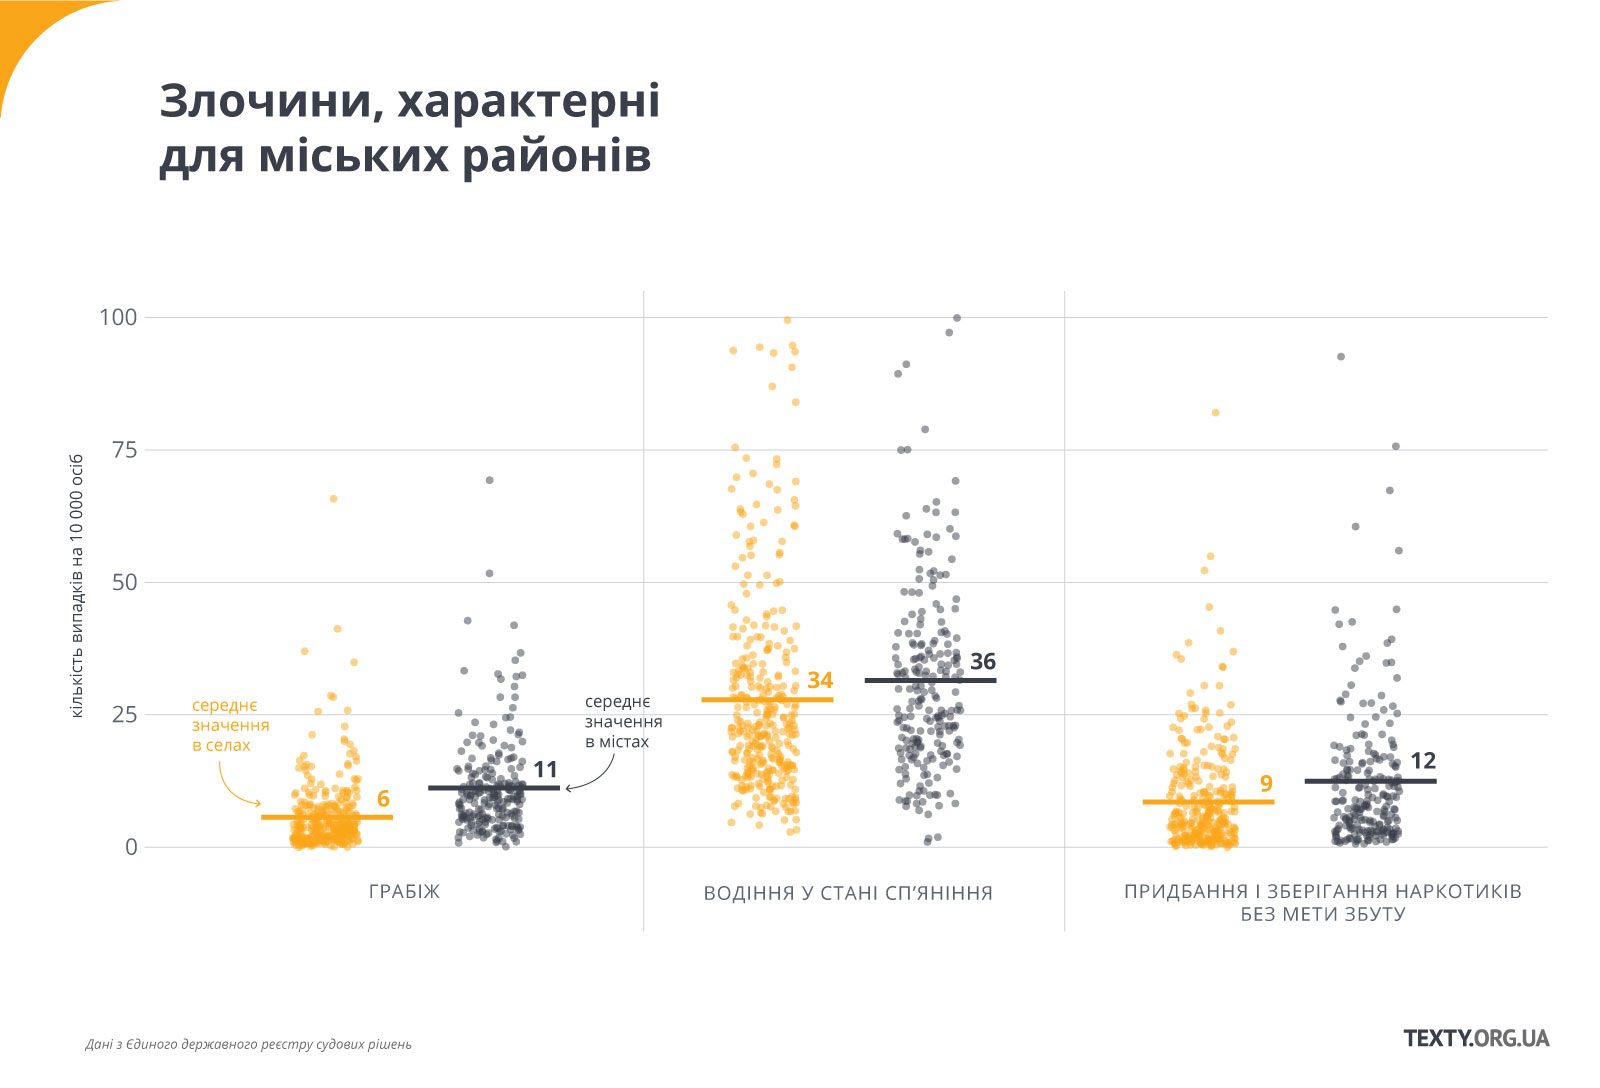 Злочини, характерні
для міських районів
кількість випадків на 10 000 осіб
100
75
50
25
0
середнє
значення
в селах
6
11
середнє
значення
в містах
34
36
9
12
ГРАБІЖ
ВОДІННЯ У СТАНІ СП’ЯНІННЯ
ПРИДБАННЯ І ЗБЕРІГАННЯ НАРКОТИКІВ
БЕЗ МЕТИ ЗБУТУ
Дані з Єдиного державного реєстру судових рішень
TEXTY.ORG.UA